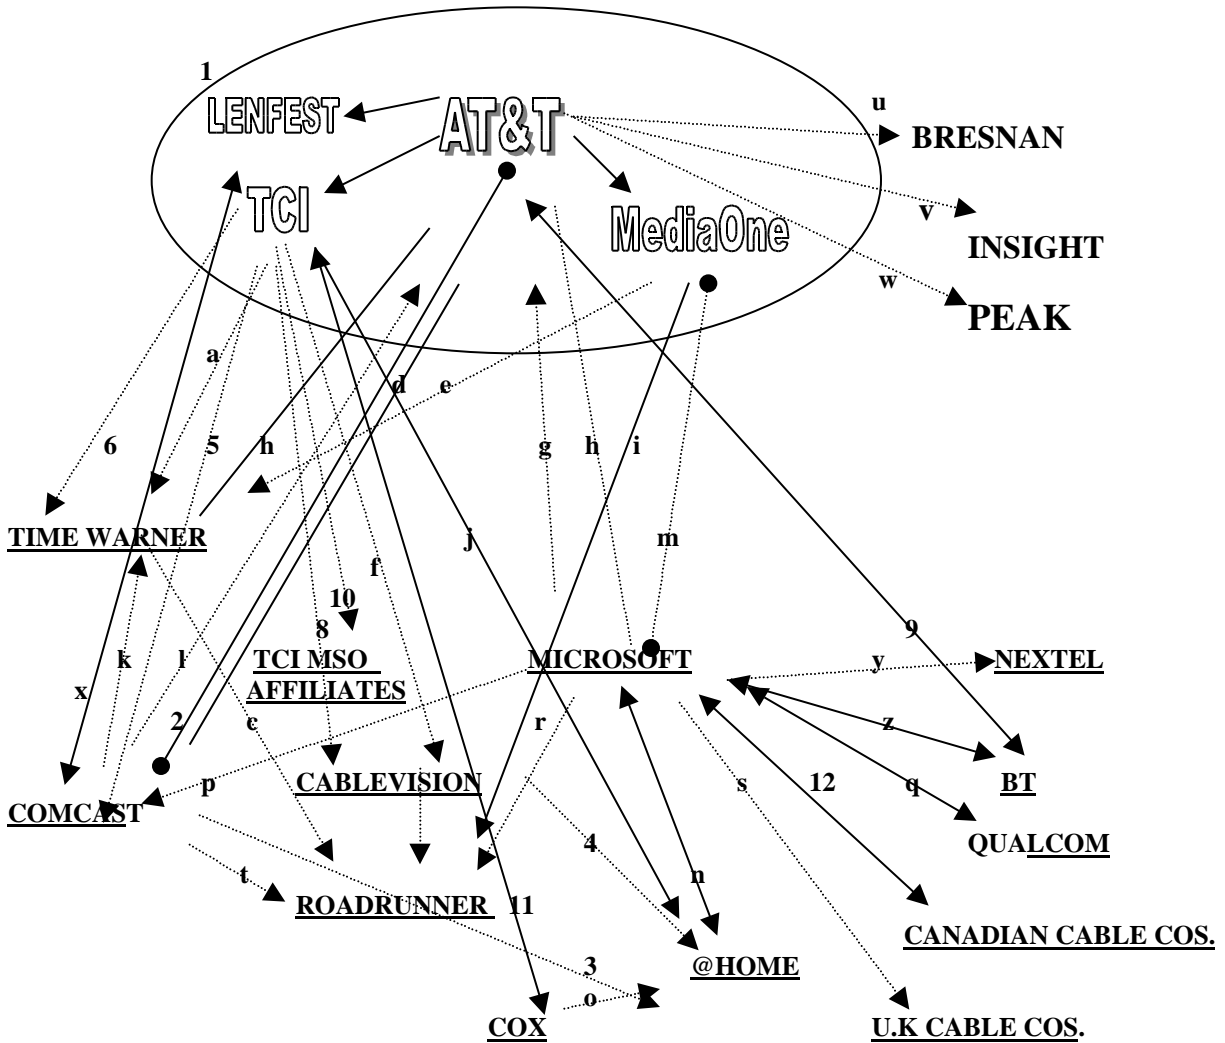 1
LENFEST
AT&T
u
BRESNAN
TCI
v
MediaOne
INSIGHT
w
PEAK
a
d
e
6
5
h
g
h
i
TIME WARNER
j
m
f
10
8
9
k
l
TCI MSO
AFFILIATES
MICROSOFT
y
NEXTEL
x
2
c
r
z
p
CABLEVISION
s
12
q
BT
COMCAST
4
QUALCOM
t
n
ROADRUNNER
11
CANADIAN CABLE COS.
3
@HOME
o
COX
U.K CABLE COS.